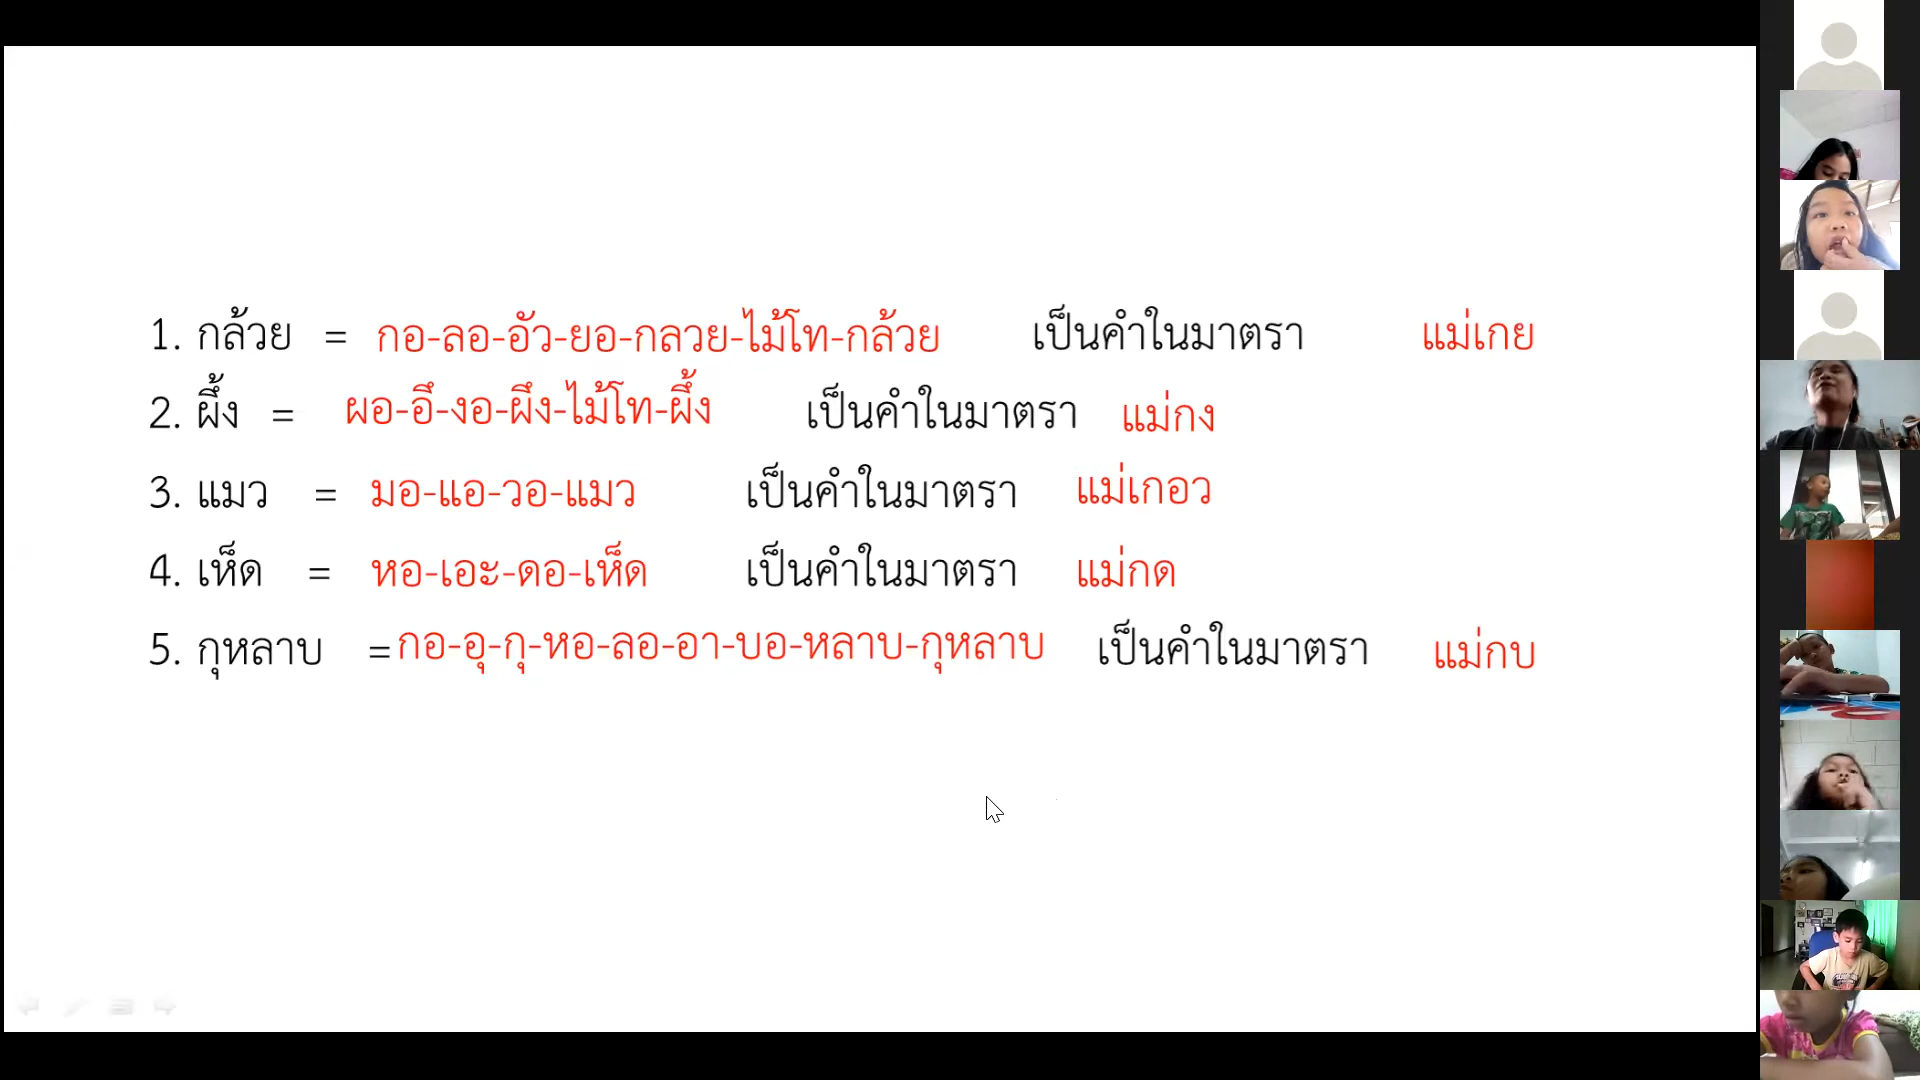 1. กล้วย = กอ-ลอ-อัว-ยอ-กลวย-ไม้โท-กล้วย เป็นคำในมาตรา แม่เกย
2. ผึ้ง = ผอ-อึ-งอ-ผึง-ไม้โท-ผึ้ง เป็นคำในมาตรา แม่กง
3. แมว = มอ-แอ-วอ-แมว เป็นคำในมาตรา แม่เกอว
4. เห็ด = หอ-เอะ-ดอ-เห็ด เป็นคำในมาตรา แม่กด
5. กุหลาบ =กอ-อุ-กุ-หอ-ลอ-อา-บอ-หลาบ-กุหลาบ เป็นคำในมาตรา แม่กบ